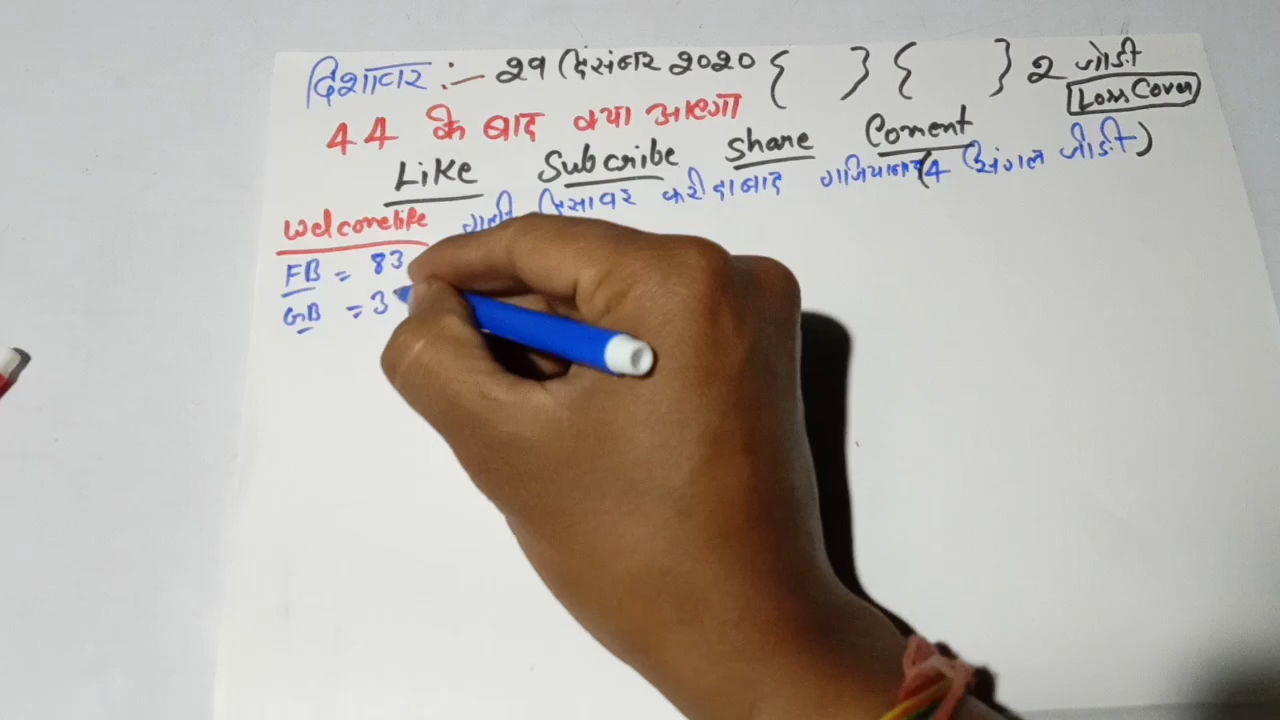 दिशावार :- 29 दिसंबर 2020 { } { } 2 जोडी
Loss Cover
44 के बाद क्या आएगा
Like Subcribe Share Coment
गली दिसावर फरीदाबाद गाजियाबाद (4 सिंगल जोडी)
Welcomelife
FB = 83
GB = 3